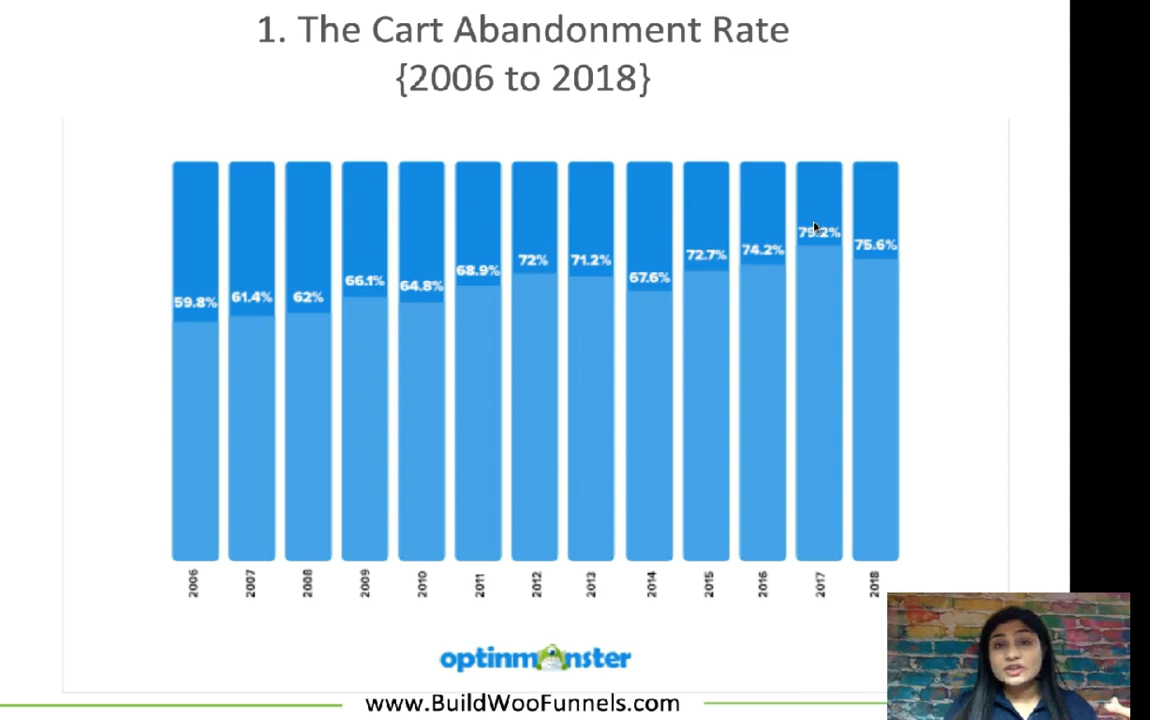 1. The Cart Abandonment Rate
{2006 to 2018}
59.8% 61.4% 62% 66.1% 64.8% 68.9% 72% 71.2% 67.6% 72.7% 74.2% 79.2% 75.6%
2006 2007 2008 2009 2010 2011 2012 2013 2014 2015 2016 2017 2018
optinmonster
www.BuildWooFunnels.com